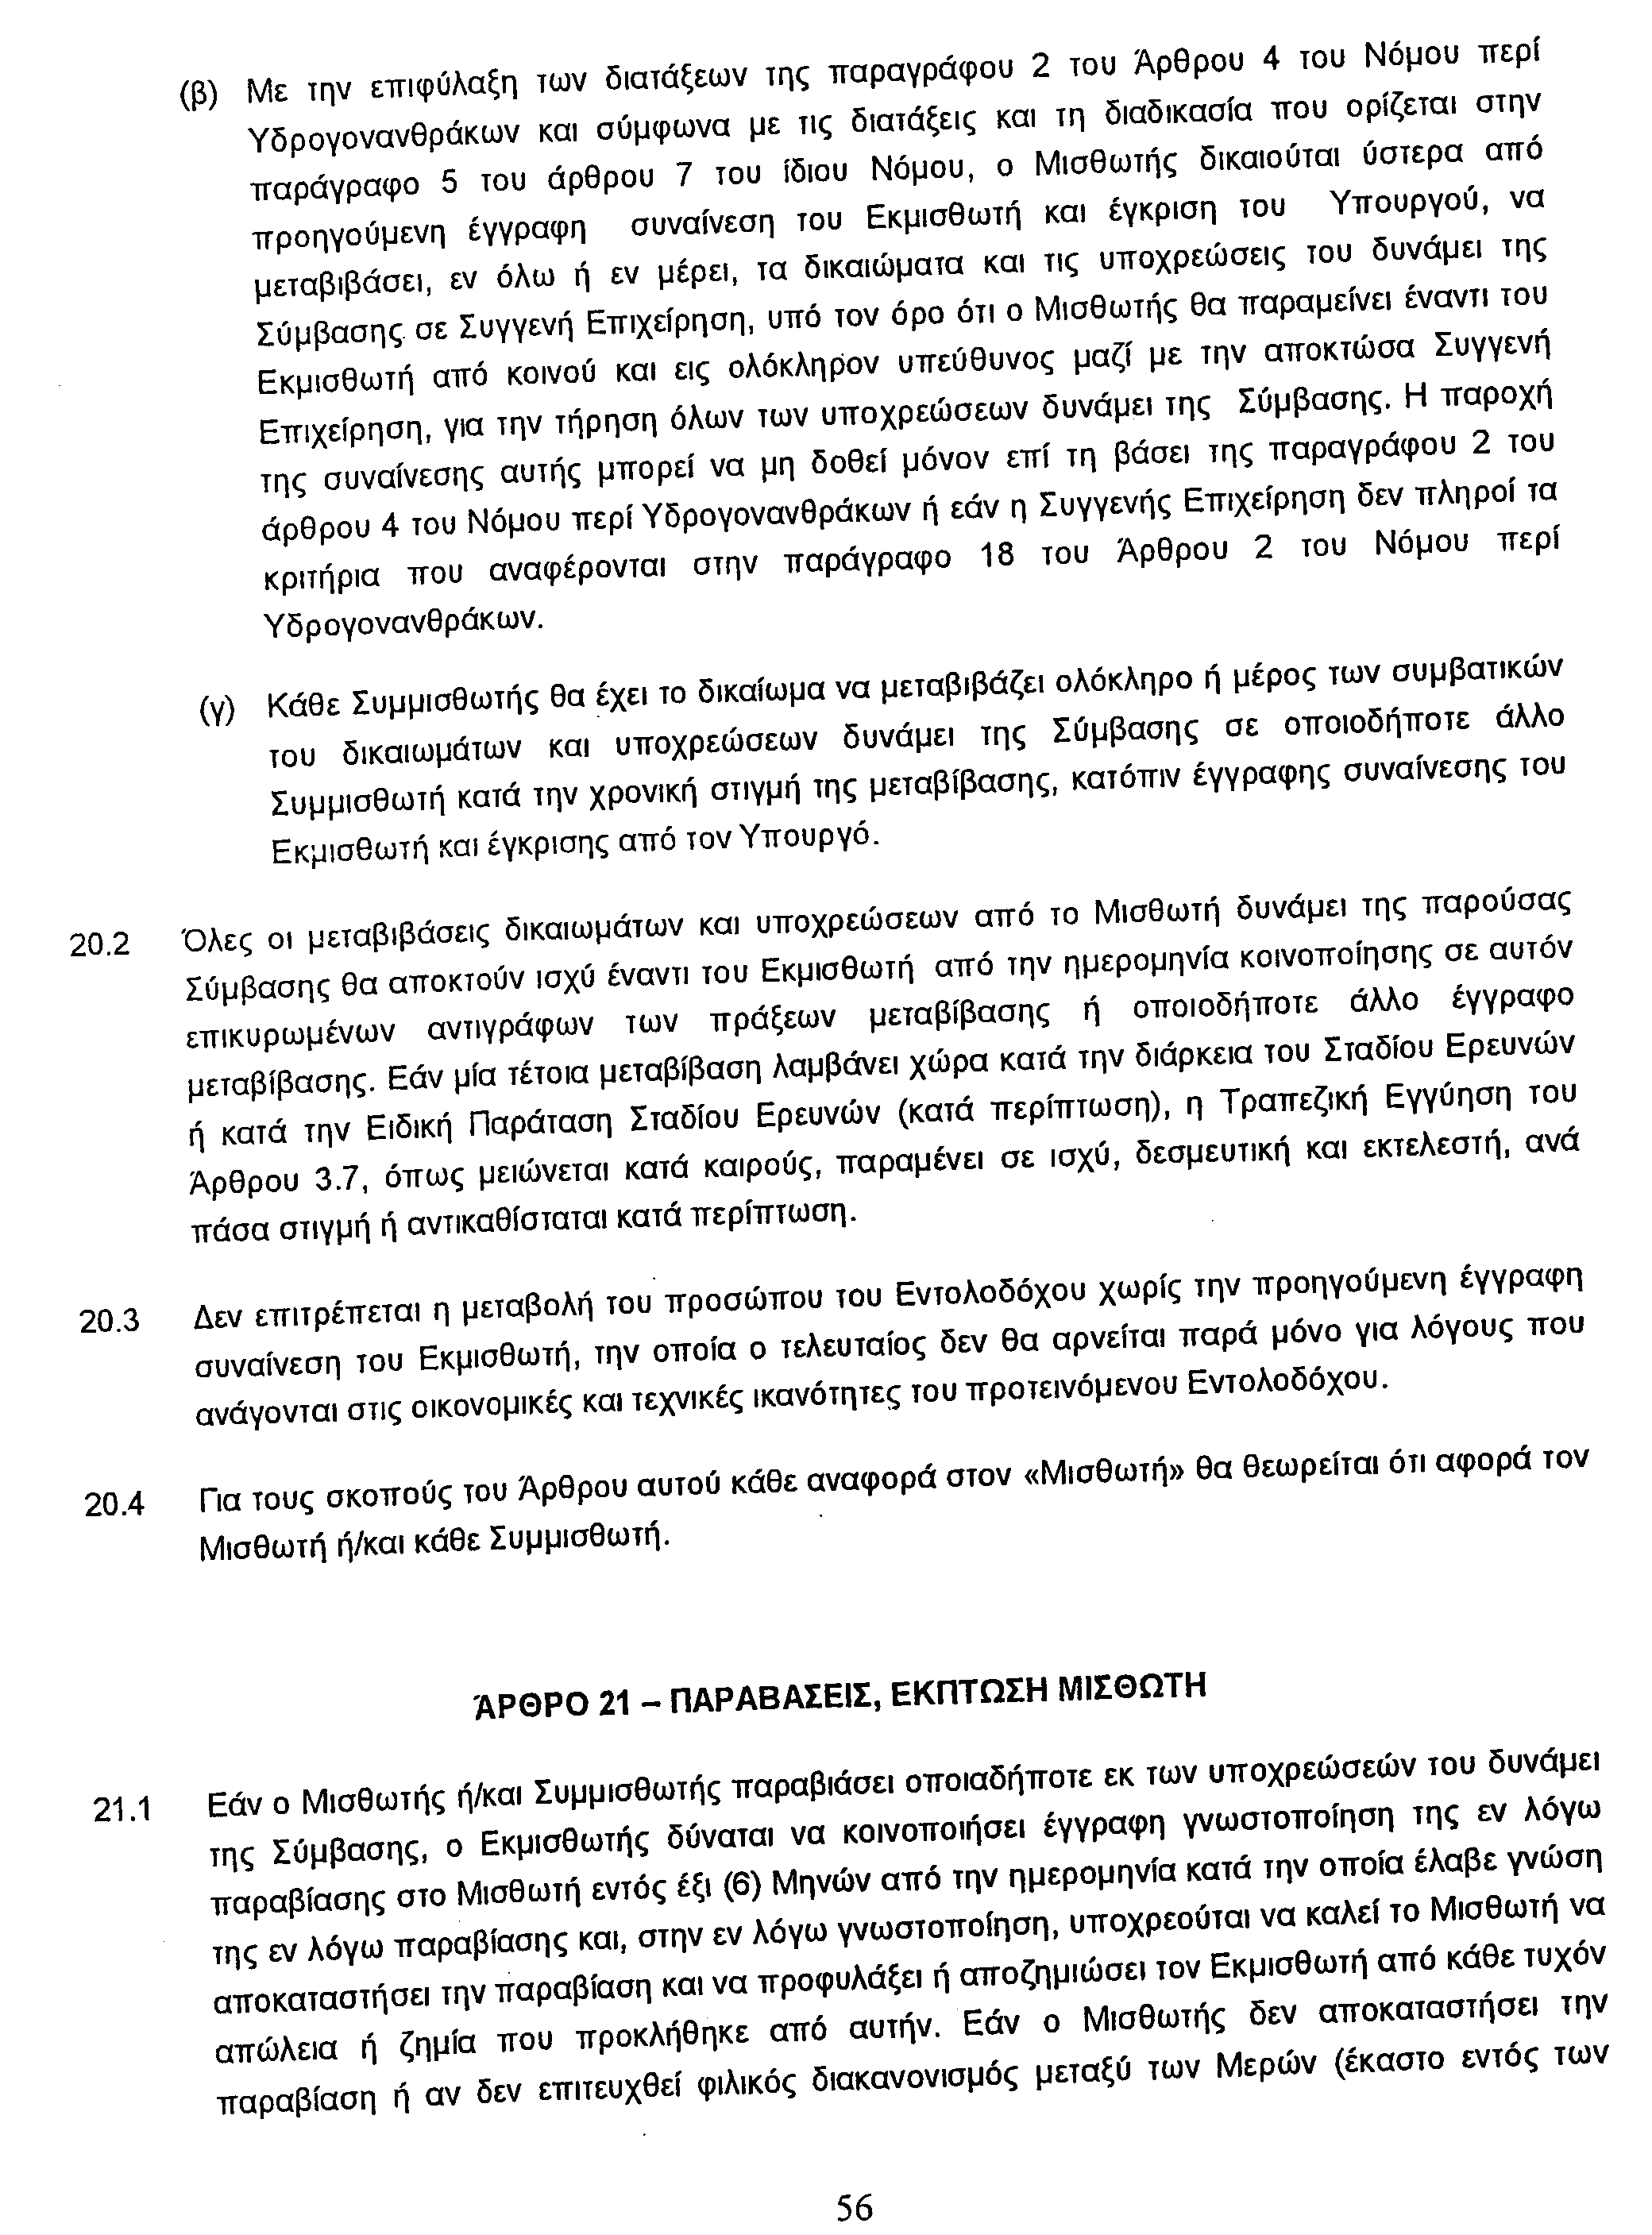 (β) Με την επιφύλαξη των διατάξεων της παραγράφου 2 του Άρθρου 4 του Νόμου περί
Υδρογονανθράκων και σύμφωνα με τις διατάξεις και τη διαδικασία που ορίζεται στην
παράγραφο 5 του άρθρου 7 του ίδιου Νόμου, ο Μισθωτής δικαιούται ύστερα από
προηγούμενη έγγραφη συναίνεση του Εκμισθωτή και έγκριση του Υπουργού, να
μεταβιβάσει, εν όλω ή εν μέρει, τα δικαιώματα και τις υποχρεώσεις του δυνάμει της
Σύμβασης σε Συγγενή Επιχείρηση, υπό τον όρο ότι ο Μισθωτής θα παραμείνει έναντι του
Εκμισθωτή από κοινού και εις ολόκληρον υπεύθυνος μαζί με την αποκτώσα Συγγενή
Επιχείρηση, για την τήρηση όλων των υποχρεώσεων δυνάμει της Σύμβασης. Η παροχή
της συναίνεσης αυτής μπορεί να μη δοθεί μόνον επί τη βάσει της παραγράφου 2 του
άρθρου 4 του Νόμου περί Υδρογονανθράκων ή εάν η Συγγενής Επιχείρηση δεν πληροί τα
κριτήρια που αναφέρονται στην παράγραφο 18 του Άρθρου 2 του Νόμου περί
Υδρογονανθράκων.
(γ) Κάθε Συμμισθωτής θα έχει το δικαίωμα να μεταβιβάζει ολόκληρο ή μέρος των συμβατικών
του δικαιωμάτων και υποχρεώσεων δυνάμει της Σύμβασης σε οποιοδήποτε άλλο
Συμμισθωτή κατά την χρονική στιγμή της μεταβίβασης, κατόπιν έγγραφης συναίνεσης του
Εκμισθωτή και έγκρισης από τον Υπουργό.
20.2 Όλες οι μεταβιβάσεις δικαιωμάτων και υποχρεώσεων από το Μισθωτή δυνάμει της παρούσας
Σύμβασης θα αποκτούν ισχύ έναντι του Εκμισθωτή από την ημερομηνία κοινοποίησης σε αυτόν
επικυρωμένων αντιγράφων των πράξεων μεταβίβασης ή οποιοδήποτε άλλο έγγραφο
μεταβίβασης. Εάν μία τέτοια μεταβίβαση λαμβάνει χώρα κατά την διάρκεια του Σταδίου Ερευνών
ή κατά την Ειδική Παράταση Σταδίου Ερευνών (κατά περίπτωση), η Τραπεζική Εγγύηση του
Άρθρου 3.7, όπως μειώνεται κατά καιρούς, παραμένει σε ισχύ, δεσμευτική και εκτελεστή, ανά
πάσα στιγμή ή αντικαθίσταται κατά περίπτωση.
20.3 Δεν επιτρέπεται η μεταβολή του προσώπου του Εντολοδόχου χωρίς την προηγούμενη έγγραφη
συναίνεση του Εκμισθωτή, την οποία ο τελευταίος δεν θα αρνείται παρά μόνο για λόγους που
ανάγονται στις οικονομικές και τεχνικές ικανότητες του προτεινόμενου Εντολοδόχου.
20.4 Για τους σκοπούς του Άρθρου αυτού κάθε αναφορά στον «Μισθωτή» θα θεωρείται ότι αφορά τον
Μισθωτή ή/και κάθε Συμμισθωτή.
ΆΡΘΡΟ 21 – ΠΑΡΑΒΑΣΕΙΣ, ΕΚΠΤΩΣΗ ΜΙΣΘΩΤΗ
21.1 Εάν ο Μισθωτής ή/και Συμμισθωτής παραβιάσει οποιαδήποτε εκ των υποχρεώσεών του δυνάμει
της Σύμβασης, ο Εκμισθωτής δύναται να κοινοποιήσει έγγραφη γνωστοποίηση της εν λόγω
παραβίασης στο Μισθωτή εντός έξι (6) Μηνών από την ημερομηνία κατά την οποία έλαβε γνώση
της εν λόγω παραβίασης και, στην εν λόγω γνωστοποίηση, υποχρεούται να καλεί το Μισθωτή να
αποκαταστήσει την παραβίαση και να προφυλάξει ή αποζημιώσει τον Εκμισθωτή από κάθε τυχόν
απώλεια ή ζημία που προκλήθηκε από αυτήν. Εάν ο Μισθωτής δεν αποκαταστήσει την
παραβίαση ή αν δεν επιτευχθεί φιλικός διακανονισμός μεταξύ των Μερών (έκαστο εντός των
56